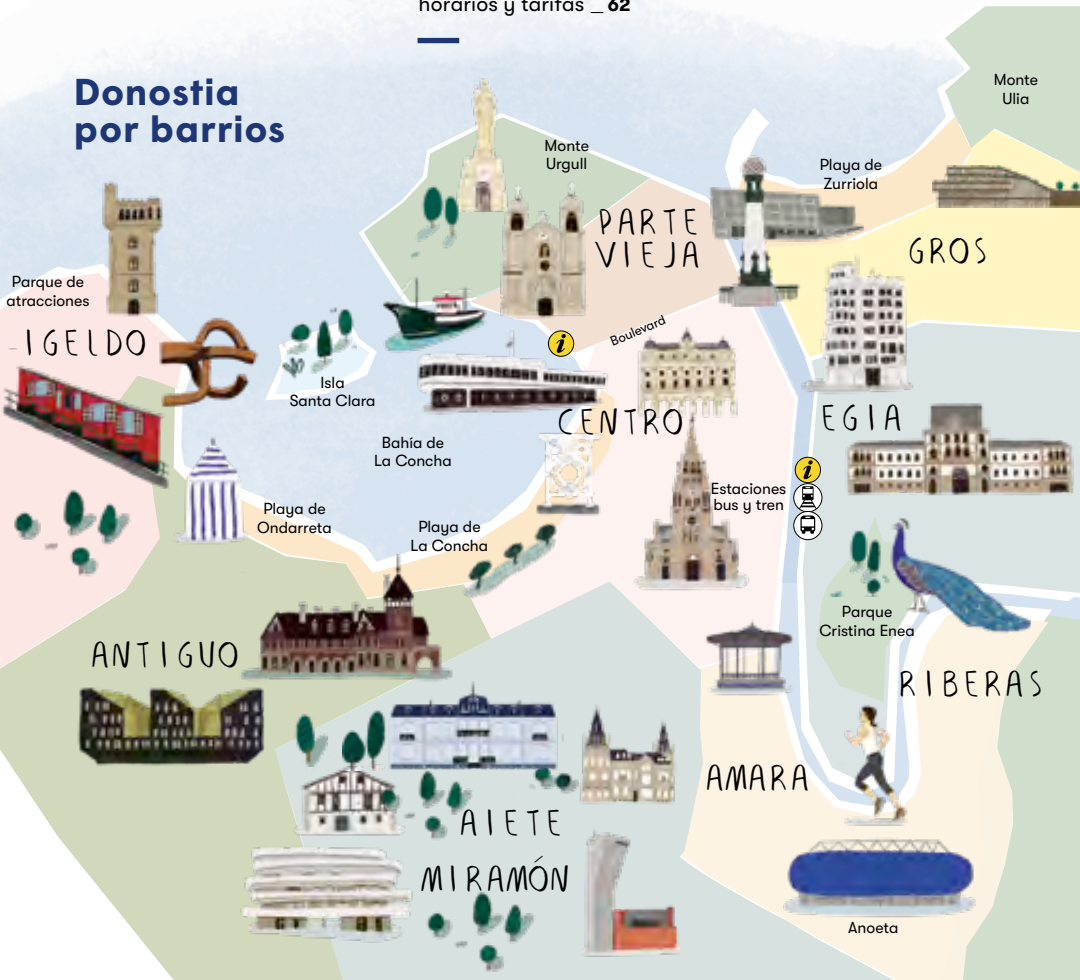 horarios y tarifas _ 62
Donostia
por barrios
Monte
Ulia
Monte
Urgull
Playa de
Zurriola
PARTE
VIEJA
GROS
Parque de
atracciones
IGELDO
Boulevard
i
Isla
Santa Clara
CENTRO
EGIA
Bahía de
La Concha
i
Estaciones
bus y tren
Playa de
Ondarreta
Playa de
La Concha
Parque
Cristina Enea
ANTIGUO
RIBERAS
AMARA
AIETE
MIRAMÓN
Anoeta